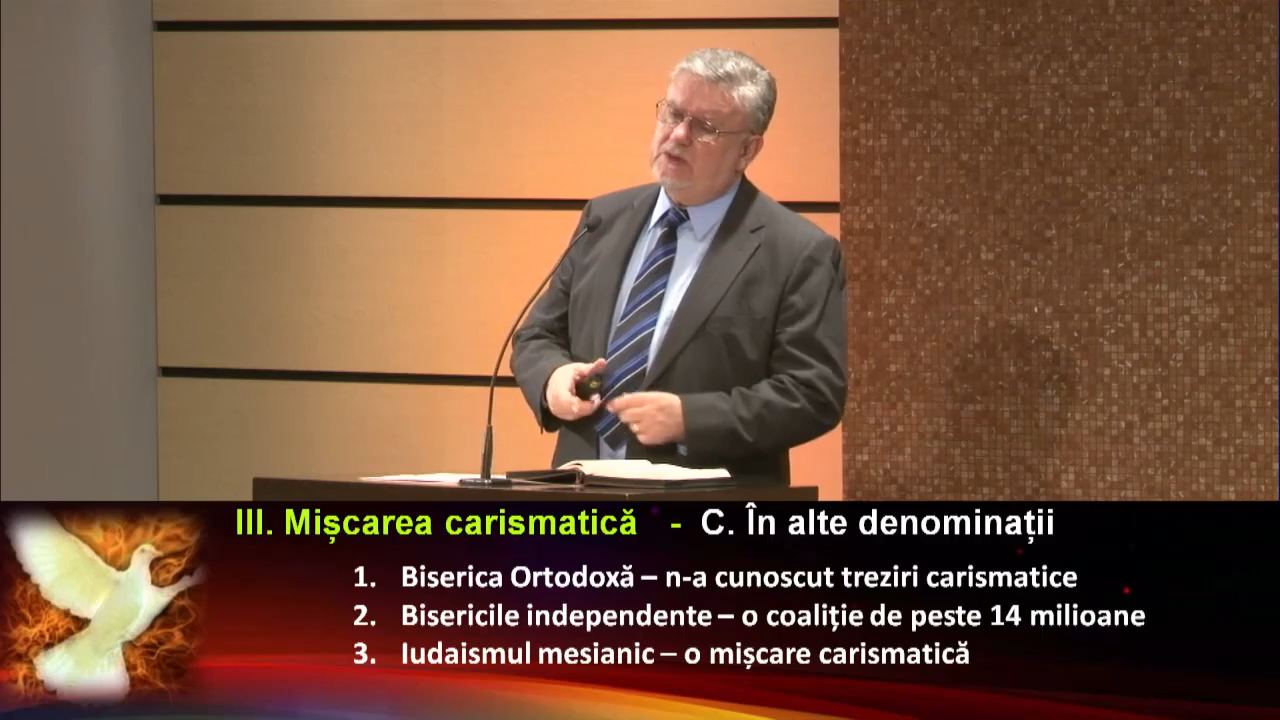 III. Mișcarea carismatică - C. În alte denominații
1. Biserica Ortodoxă – n-a cunoscut treziri carismatice
2. Bisericile independente – o coaliție de peste 14 milioane
3. Iudaismul mesianic – o mișcare carismatică